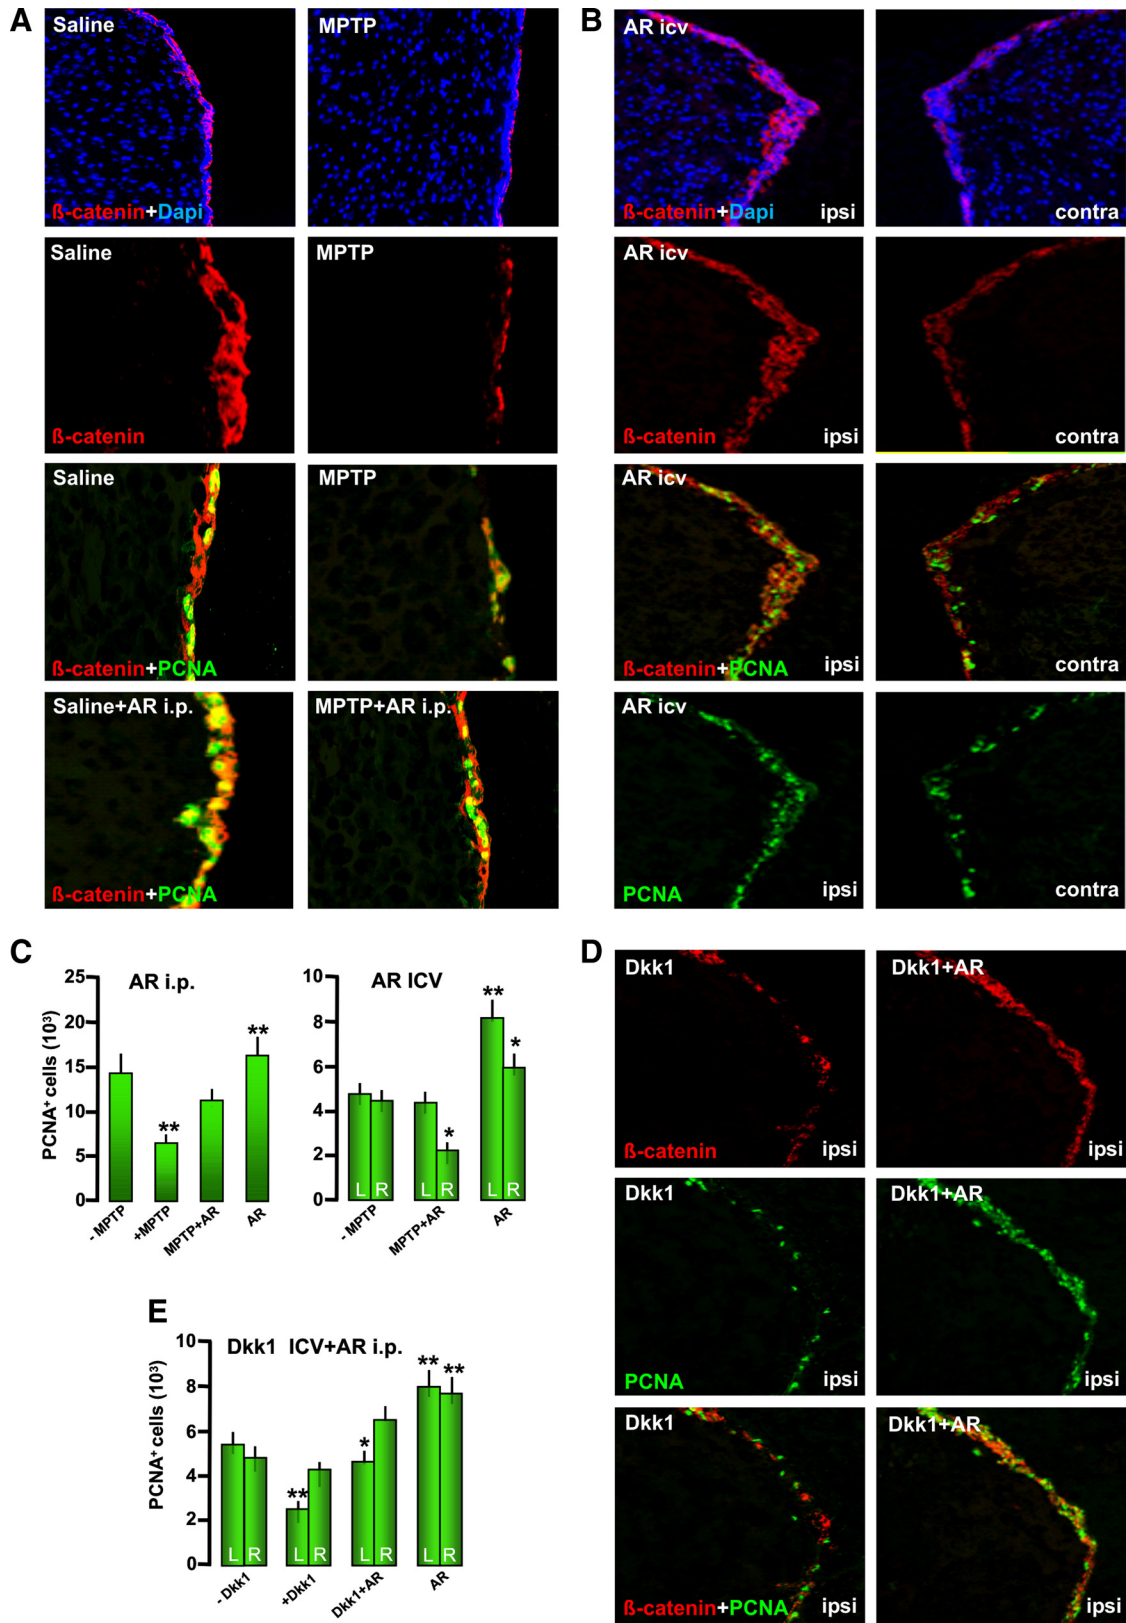 A
Saline
MPTP
ß-catenin+Dapi
Saline
MPTP
ß-catenin
Saline
MPTP
ß-catenin+PCNA
Saline+AR i.p.
MPTP+AR i.p.
ß-catenin+PCNA
B
AR icv
ß-catenin+Dapi
ipsi
contra
AR icv
ß-catenin
ipsi
contra
AR icv
ß-catenin+PCNA
ipsi
contra
AR icv
PCNA
ipsi
contra
C
AR i.p.
PCNA⁺ cells (10³)
25
20
15
10
5
0
**
**
- MPTP
+MPTP
MPTP+AR
AR
AR ICV
10
8
6
4
2
0
**
*
*
L R
L R
L R
- MPTP
MPTP+AR
AR
D
Dkk1
Dkk1+AR
ß-catenin
ipsi
ipsi
Dkk1
Dkk1+AR
PCNA
ipsi
ipsi
Dkk1
Dkk1+AR
ß-catenin+PCNA
ipsi
ipsi
E
Dkk1 ICV+AR i.p.
PCNA⁺ cells (10³)
10
8
6
4
2
0
**
*
**
**
L R
L R
L R
L R
- Dkk1
+Dkk1
Dkk1+AR
AR